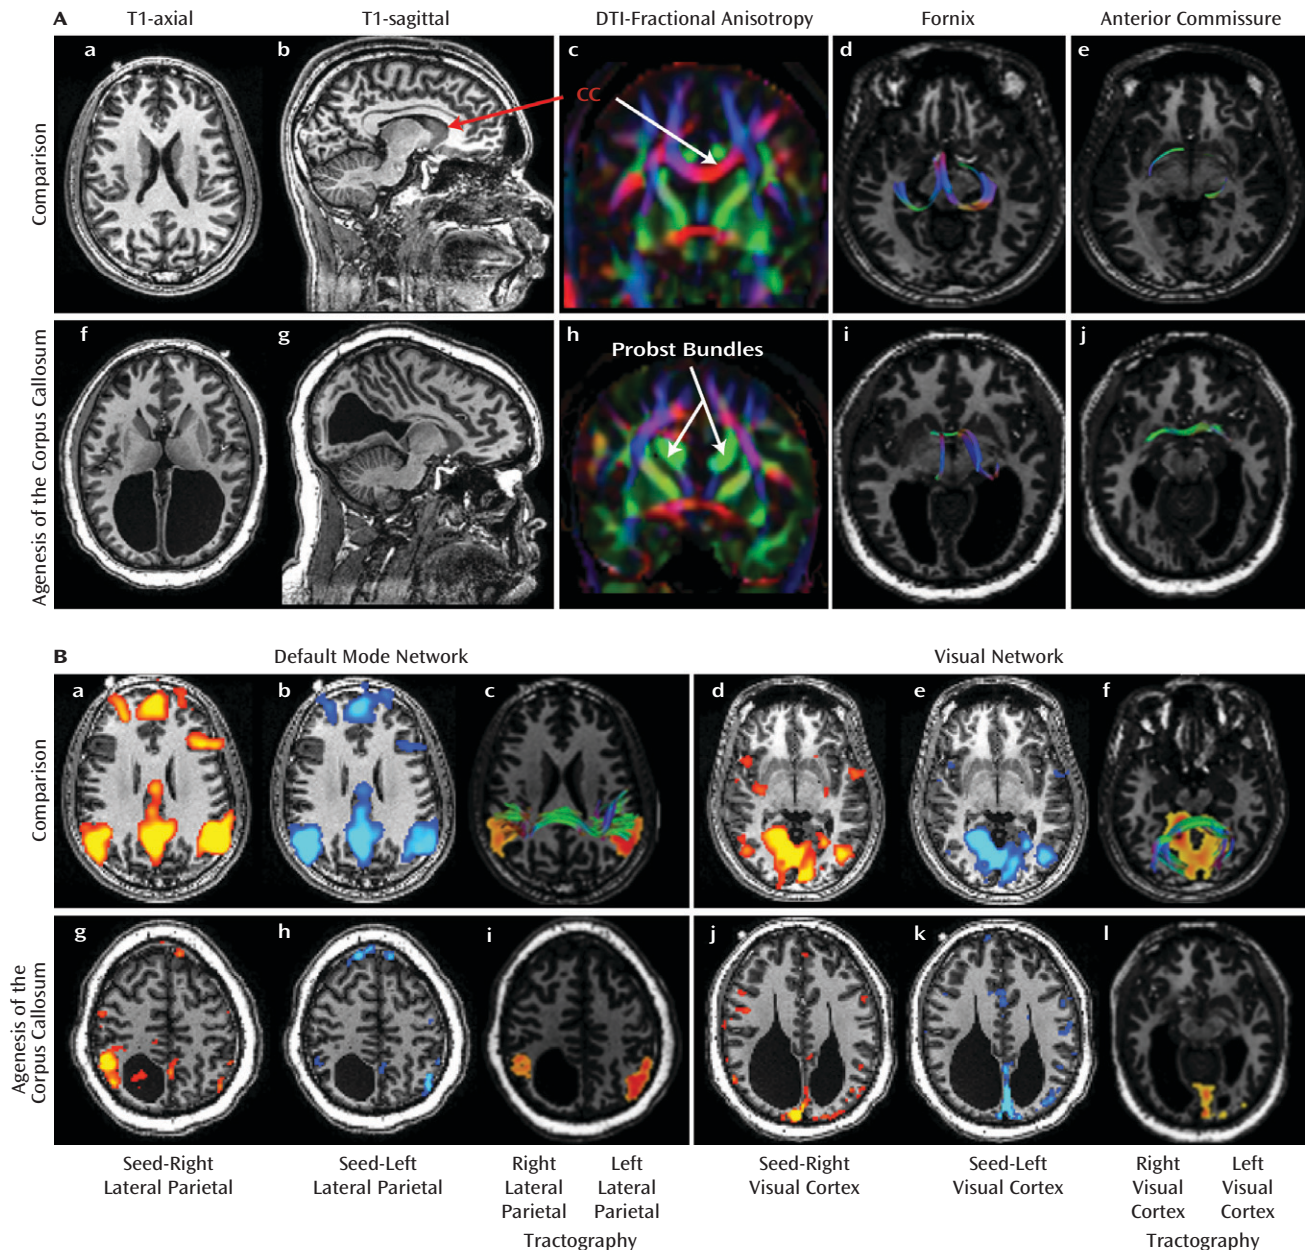 A
T1-axial
T1-sagittal
DTI-Fractional Anisotropy
Fornix
Anterior Commissure
Comparison
a
b
c
d
e
CC
Agenesis of the Corpus Callosum
f
g
h
i
j
Probst Bundles
B
Default Mode Network
Visual Network
Comparison
a
b
c
d
e
f
Agenesis of the
Corpus Callosum
g
h
i
j
k
l
Seed-Right
Lateral Parietal
Seed-Left
Lateral Parietal
Right
Lateral
Parietal
Left
Lateral
Parietal
Tractography
Seed-Right
Visual Cortex
Seed-Left
Visual Cortex
Right
Visual
Cortex
Left
Visual
Cortex
Tractography